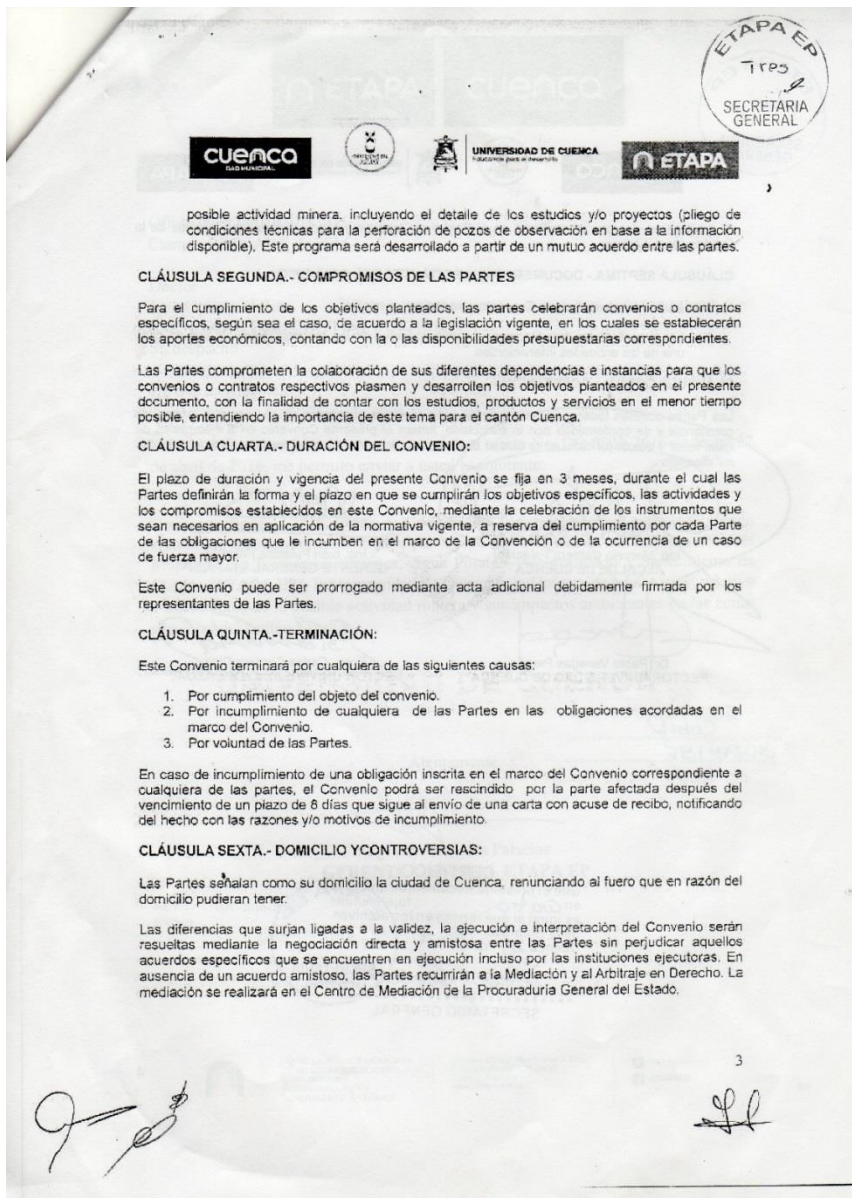 ETAPA EP
Tres
SECRETARIA
GENERAL
cuenca
GAD MUNICIPAL
UNIVERSIDAD DE CUENCA
ETAPA
posible actividad minera, incluyendo el detalle de los estudios y/o proyectos (pliego de
condiciones técnicas para la perforación de pozos de observación en base a la información
disponible). Este programa será desarrollado a partir de un mutuo acuerdo entre las partes.
CLÁUSULA SEGUNDA.- COMPROMISOS DE LAS PARTES
Para el cumplimiento de los objetivos planteados, las partes celebrarán convenios o contratos
específicos, según sea el caso, de acuerdo a la legislación vigente, en los cuales se establecerán
los aportes económicos, contando con la o las disponibilidades presupuestarias correspondientes.
Las Partes comprometen la colaboración de sus diferentes dependencias e instancias para que los
convenios o contratos respectivos plasmen y desarrollen los objetivos planteados en el presente
documento, con la finalidad de contar con los estudios, productos y servicios en el menor tiempo
posible, entendiendo la importancia de este tema para el cantón Cuenca.
CLÁUSULA CUARTA.- DURACIÓN DEL CONVENIO:
El plazo de duración y vigencia del presente Convenio se fija en 3 meses, durante el cual las
Partes definirán la forma y el plazo en que se cumplirán los objetivos específicos, las actividades y
los compromisos establecidos en este Convenio, mediante la celebración de los instrumentos que
sean necesarios en aplicación de la normativa vigente, a reserva del cumplimiento por cada Parte
de las obligaciones que le incumben en el marco de la Convención o de la ocurrencia de un caso
de fuerza mayor.
Este Convenio puede ser prorrogado mediante acta adicional debidamente firmada por los
representantes de las Partes.
CLÁUSULA QUINTA.-TERMINACIÓN:
Este Convenio terminará por cualquiera de las siguientes causas:
1. Por cumplimiento del objeto del convenio.
2. Por incumplimiento de cualquiera de las Partes en las obligaciones acordadas en el
marco del Convenio.
3. Por voluntad de las Partes.
En caso de incumplimiento de una obligación inscrita en el marco del Convenio correspondiente a
cualquiera de las partes, el Convenio podrá ser rescindido por la parte afectada después del
vencimiento de un plazo de 8 días que sigue al envío de una carta con acuse de recibo, notificando
del hecho con las razones y/o motivos de incumplimiento.
CLÁUSULA SEXTA.- DOMICILIO YCONTROVERSIAS:
Las Partes señalan como su domicilio la ciudad de Cuenca, renunciando al fuero que en razón del
domicilio pudieran tener.
Las diferencias que surjan ligadas a la validez, la ejecución e interpretación del Convenio serán
resueltas mediante la negociación directa y amistosa entre las Partes sin perjudicar aquellos
acuerdos específicos que se encuentren en ejecución incluso por las instituciones ejecutoras. En
ausencia de un acuerdo amistoso, las Partes recurrirán a la Mediación y al Arbitraje en Derecho. La
mediación se realizará en el Centro de Mediación de la Procuraduría General del Estado.
3